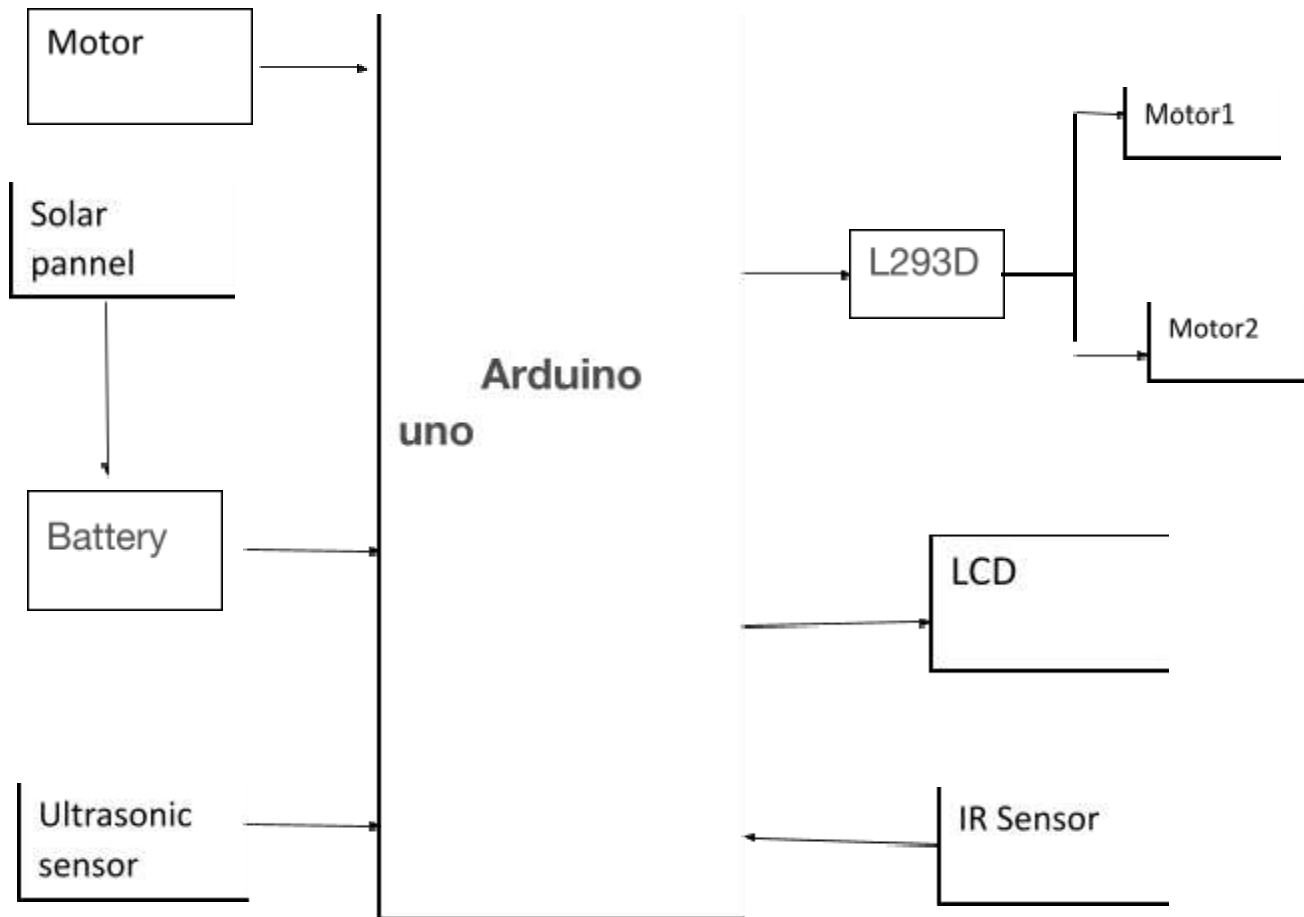 Motor
Solar
pannel
Battery
Ultrasonic
sensor
Arduino
uno
L293D
Motor1
Motor2
LCD
IR Sensor